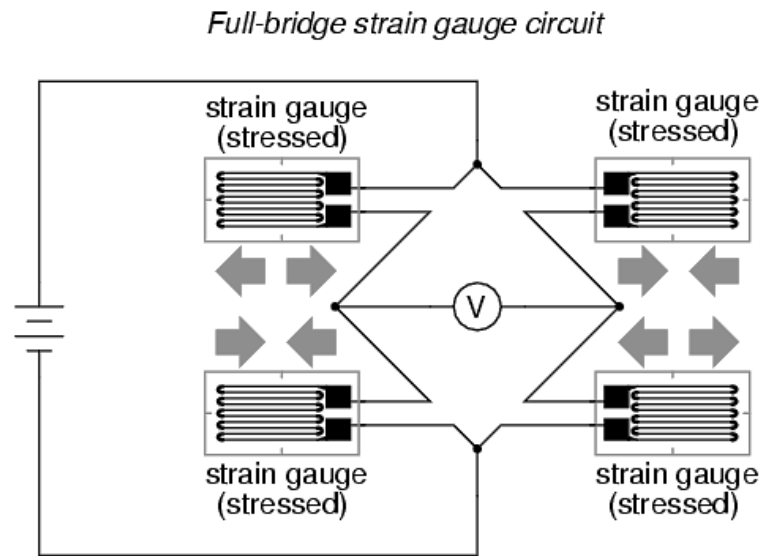 Full-bridge strain gauge circuit
strain gauge
(stressed)
strain gauge
(stressed)
V
strain gauge
(stressed)
strain gauge
(stressed)